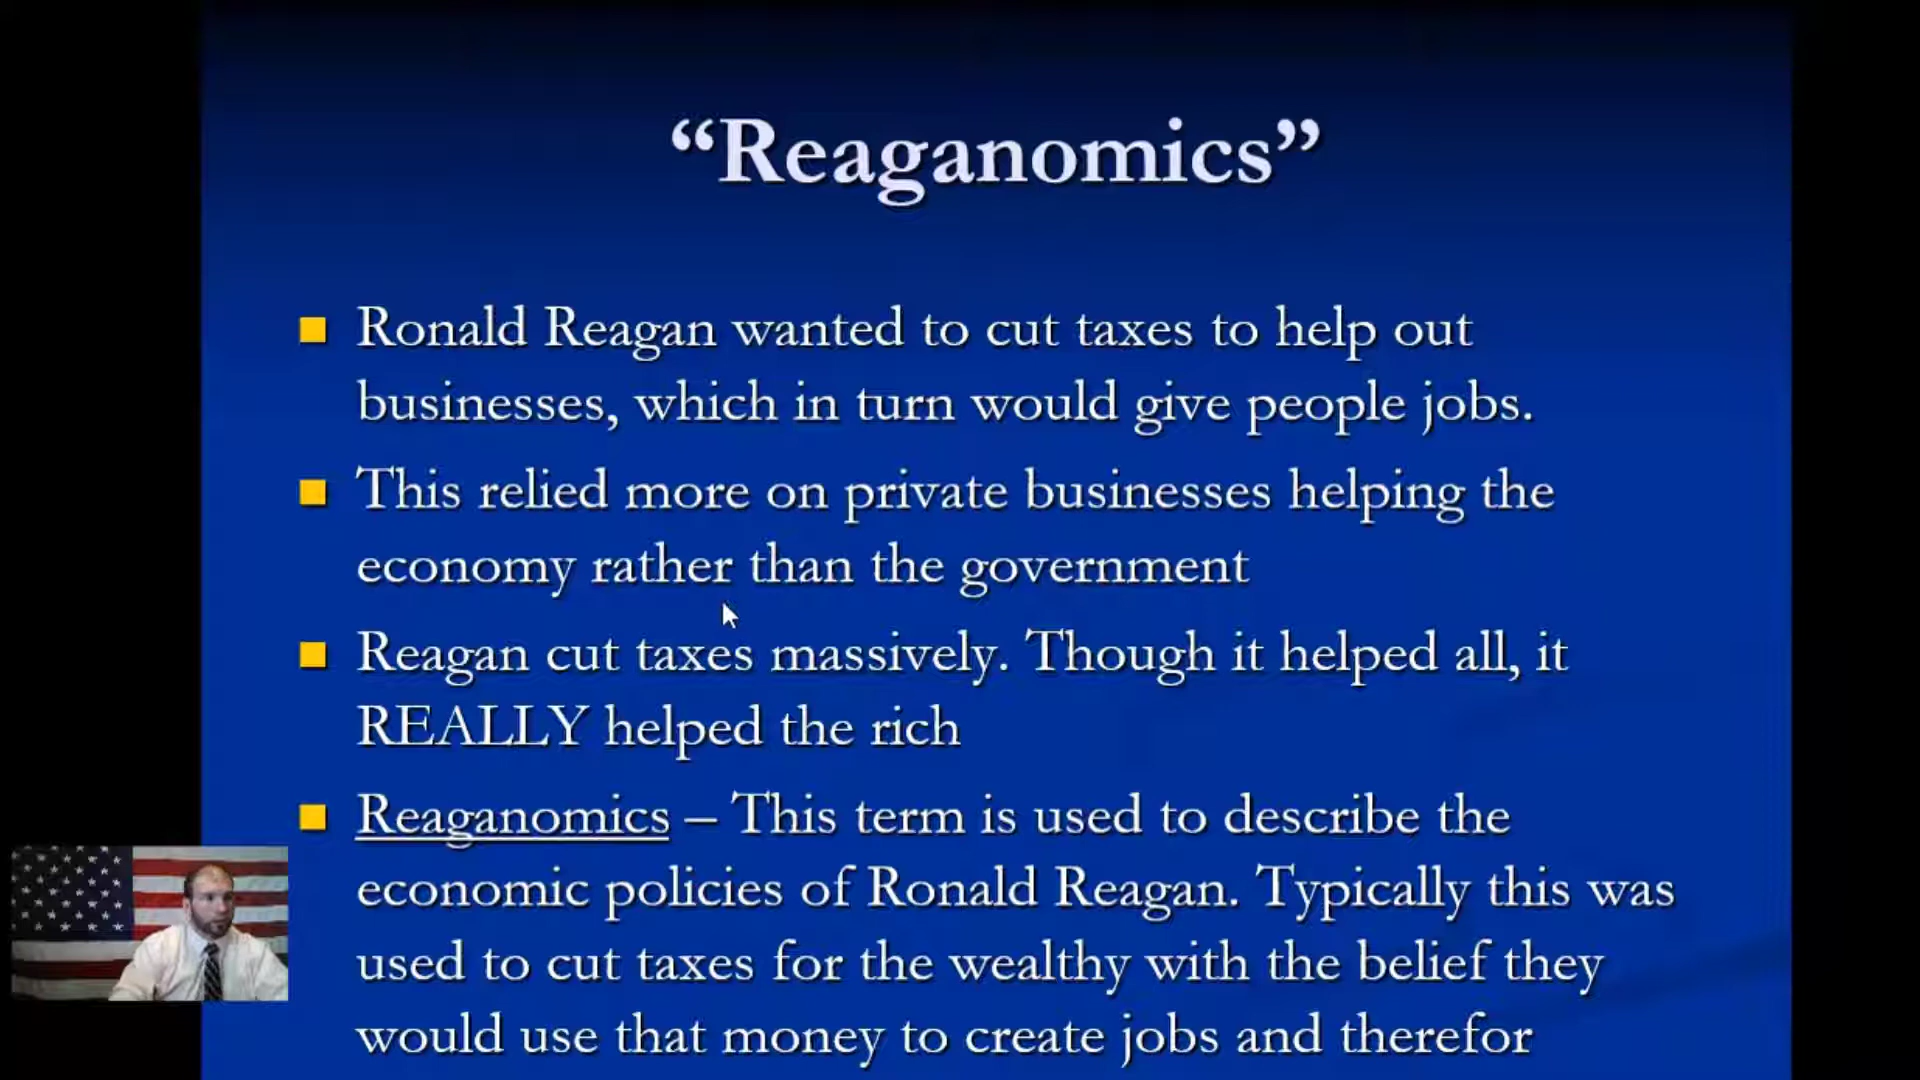 “Reaganomics”
Ronald Reagan wanted to cut taxes to help out
businesses, which in turn would give people jobs.
This relied more on private businesses helping the
economy rather than the government
Reagan cut taxes massively. Though it helped all, it
REALLY helped the rich
Reaganomics – This term is used to describe the
economic policies of Ronald Reagan. Typically this was
used to cut taxes for the wealthy with the belief they
would use that money to create jobs and therefor